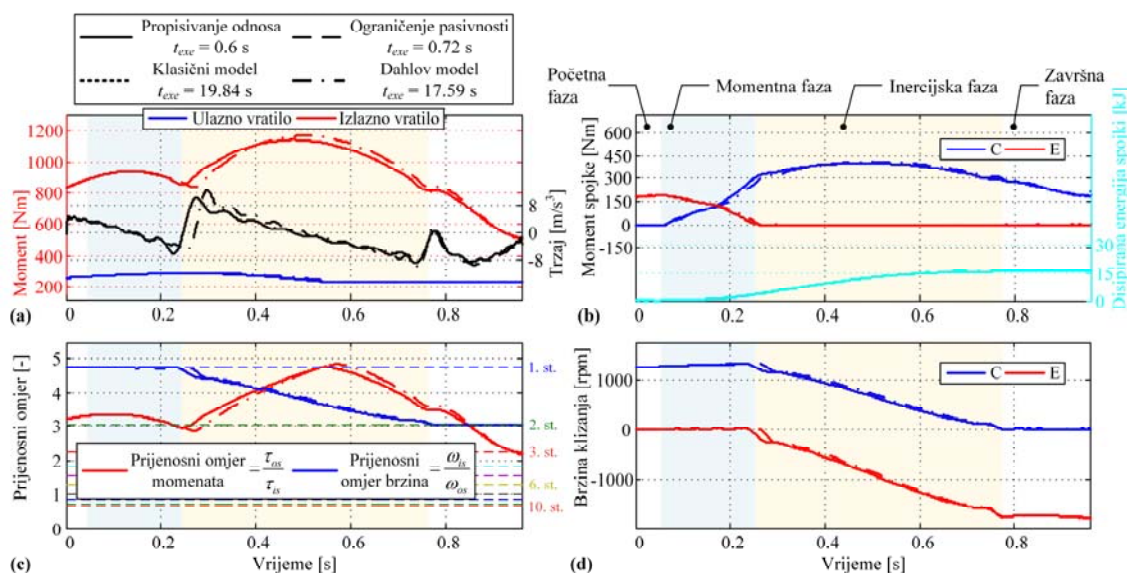 Propisivanje odnosa
t_exe = 0.6 s
Ograničenje pasivnosti
t_exe = 0.72 s
Klasični model
t_exe = 19.84 s
Dahlov model
t_exe = 17.59 s
Ulazno vratilo
Izlazno vratilo
Moment [Nm]
1200
1000
800
600
400
200
Trzaj [m/s³]
8
0
-8
0 0.2 0.4 0.6 0.8
(a)
Početna faza
Momentna faza
Inercijska faza
Završna faza
Moment spojke [Nm]
600
450
300
150
0
-150
C E
Disipirana energija spojki [kJ]
30
15
0
0 0.2 0.4 0.6 0.8
(b)
Prijenosni omjer [-]
5
4
3
2
1
0
1. st.
2. st.
3. st.
6. st.
10. st.
Prijenosni omjer momenata = τ_os / τ_is
Prijenosni omjer brzina = ω_is / ω_os
0 0.2 0.4 0.6 0.8
Vrijeme [s]
(c)
Brzina klizanja [rpm]
1000
0
-1000
C E
0 0.2 0.4 0.6 0.8
Vrijeme [s]
(d)